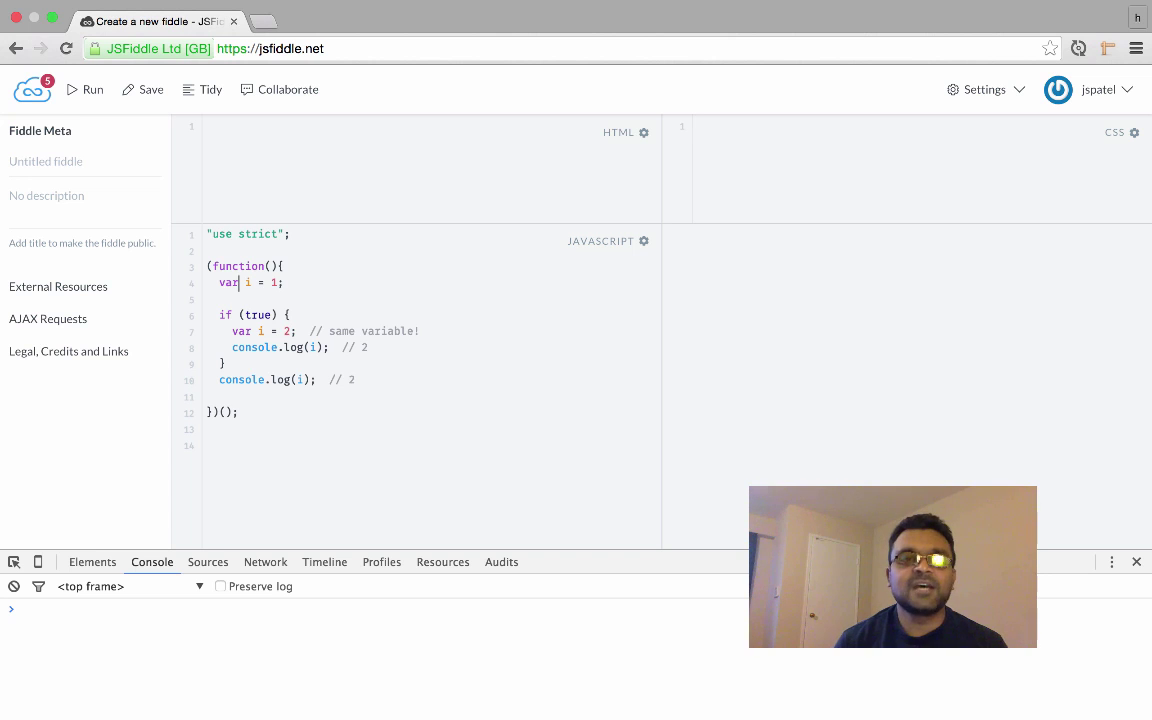 Create a new fiddle - JSFid
h
JSFiddle Ltd [GB] https://jsfiddle.net
5
Run Save Tidy Collaborate Settings jspatel
Fiddle Meta
Untitled fiddle
No description
Add title to make the fiddle public.
External Resources
AJAX Requests
Legal, Credits and Links
1
HTML
1
CSS
JAVASCRIPT
1 "use strict";
2
3 (function(){
4 var i = 1;
5
6 if (true) {
7 var i = 2; // same variable!
8 console.log(i); // 2
9 }
10 console.log(i); // 2
11
12 })();
13
14
Elements Console Sources Network Timeline Profiles Resources Audits
<top frame> ▼ Preserve log
>